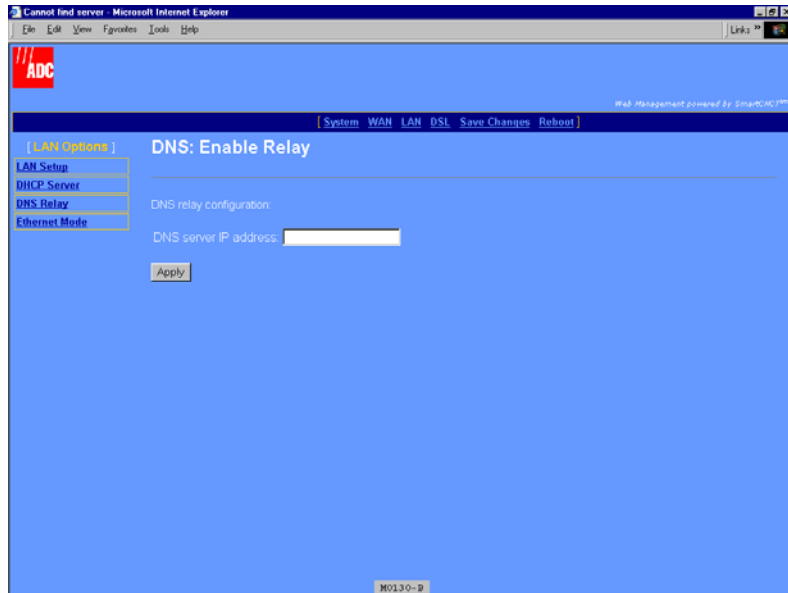 Cannot find server - Microsoft Internet Explorer
File Edit View Favorites Tools Help
Links »
ADC
Web Management powered by SmartCNCT™
[ System WAN LAN DSL Save Changes Reboot ]
[ LAN Options ]
LAN Setup
DHCP Server
DNS Relay
Ethernet Mode
DNS: Enable Relay
DNS relay configuration:
DNS server IP address:
Apply
M0130-B